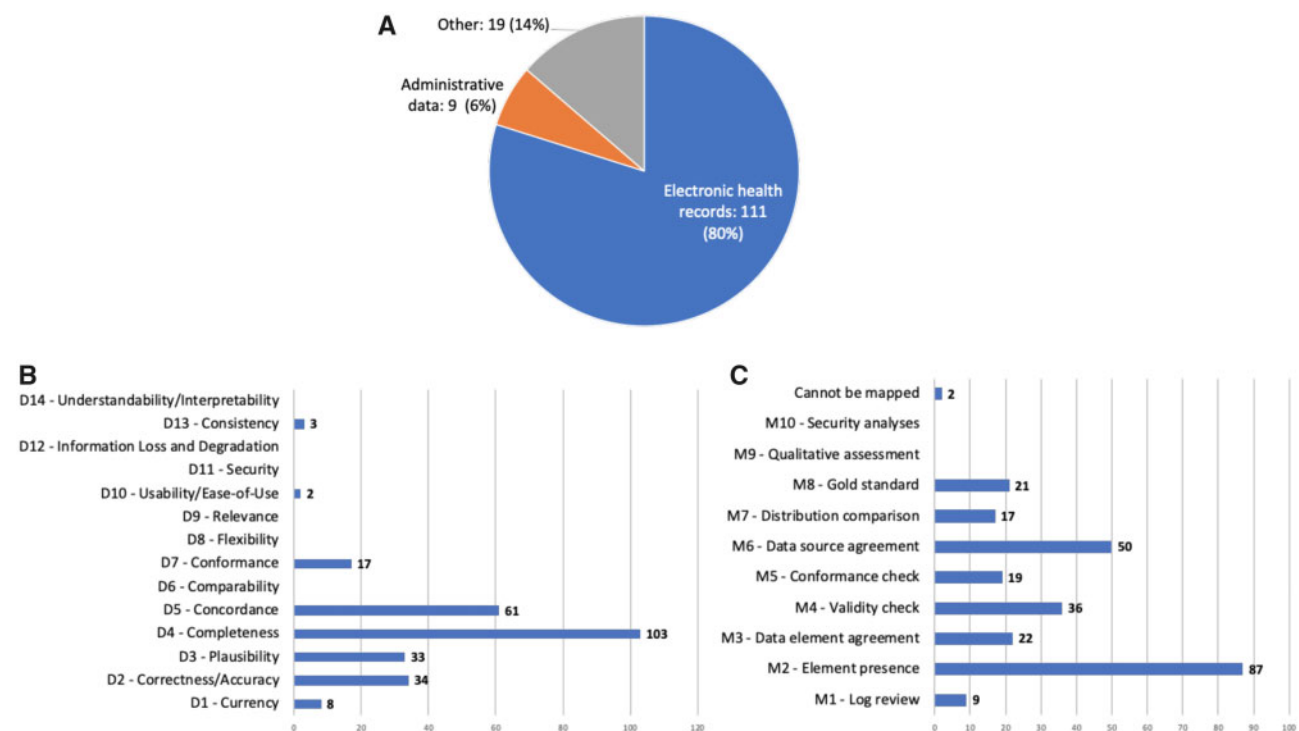 A
Other: 19 (14%)
Administrative
data: 9 (6%)
Electronic health
records: 111
(80%)
B
D14 - Understandability/Interpretability
D13 - Consistency
3
D12 - Information Loss and Degradation
D11 - Security
D10 - Usability/Ease-of-Use
2
D9 - Relevance
D8 - Flexibility
D7 - Conformance
17
D6 - Comparability
D5 - Concordance
61
D4 - Completeness
103
D3 - Plausibility
33
D2 - Correctness/Accuracy
34
D1 - Currency
8
0 20 40 60 80 100 120
C
Cannot be mapped
2
M10 - Security analyses
M9 - Qualitative assessment
M8 - Gold standard
21
M7 - Distribution comparison
17
M6 - Data source agreement
50
M5 - Conformance check
19
M4 - Validity check
36
M3 - Data element agreement
22
M2 - Element presence
87
M1 - Log review
9
0 10 20 30 40 50 60 70 80 90 100